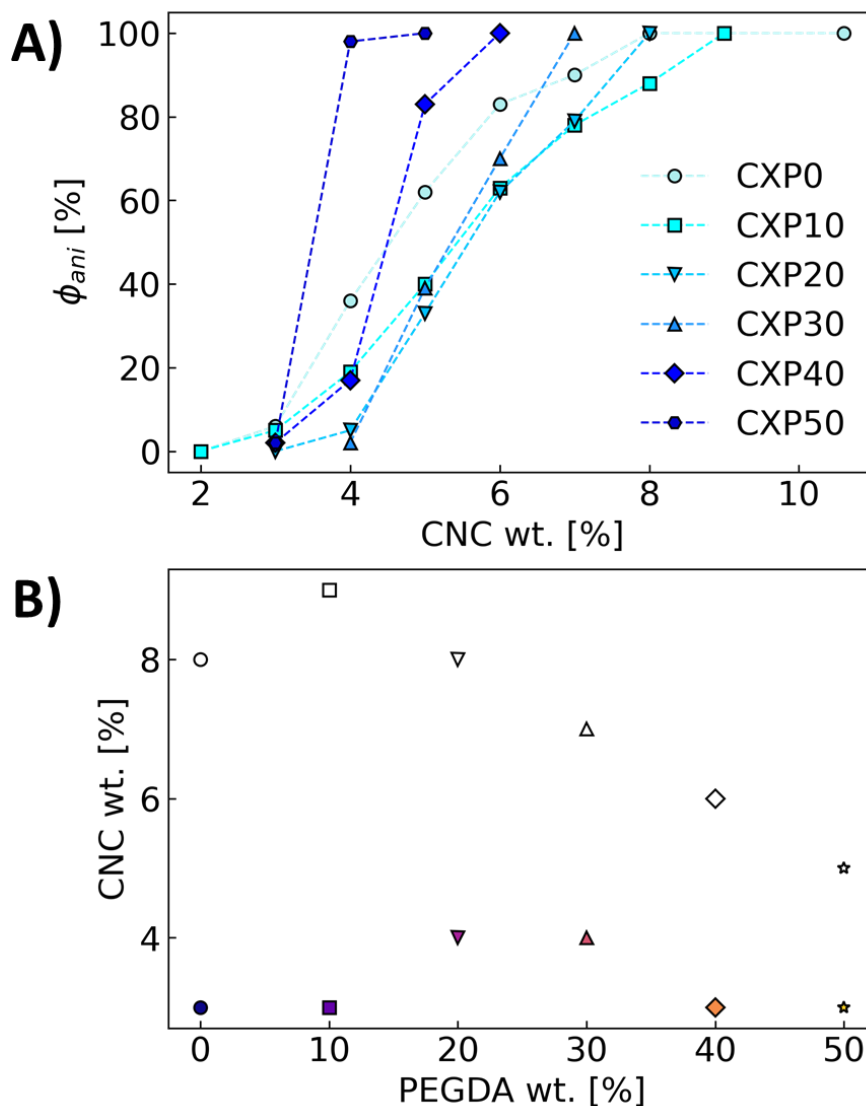 A)
100
80
60
40
20
0
ϕani [%]
CXP0
CXP10
CXP20
CXP30
CXP40
CXP50
2 4 6 8 10
CNC wt. [%]
B)
8
6
4
CNC wt. [%]
0 10 20 30 40 50
PEGDA wt. [%]